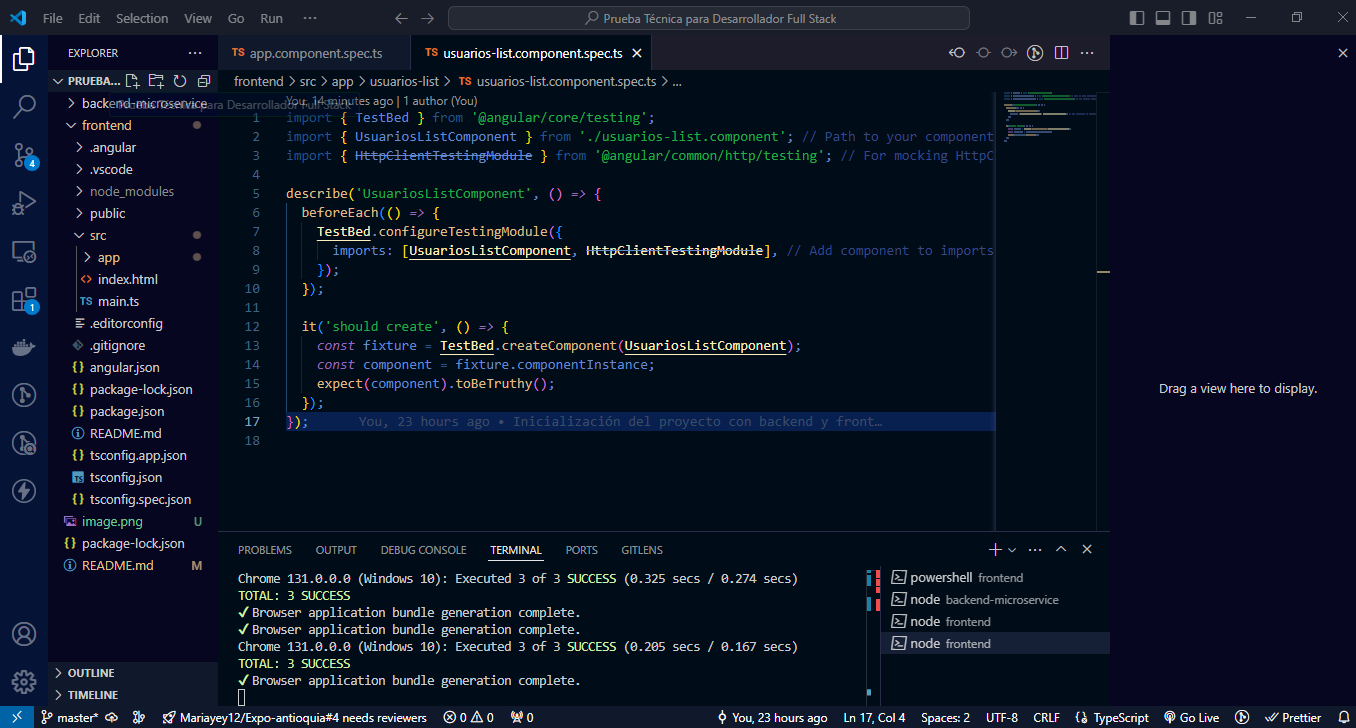 File Edit Selection View Go Run ··· Prueba Técnica para Desarrollador Full Stack
EXPLORER ···
PRUEBA...
backend-microservice
frontend
.angular
.vscode
node_modules
public
src
app
index.html
TS main.ts
.editorconfig
.gitignore
{} angular.json
{} package-lock.json
{} package.json
README.md
{} tsconfig.app.json
TS tsconfig.json
{} tsconfig.spec.json
image.png U
{} package-lock.json
README.md M
OUTLINE
TIMELINE
4
1
TS app.component.spec.ts TS usuarios-list.component.spec.ts
frontend > src > app > usuarios-list > TS usuarios-list.component.spec.ts > ...
You, 14 minutes ago | 1 author (You)
1 import { TestBed } from '@angular/core/testing';
2 import { UsuariosListComponent } from './usuarios-list.component'; // Path to your component
3 import { HttpClientTestingModule } from '@angular/common/http/testing'; // For mocking HttpC
4
5 describe('UsuariosListComponent', () => {
6 beforeEach(() => {
7 TestBed.configureTestingModule({
8 imports: [UsuariosListComponent, HttpClientTestingModule], // Add component to imports
9 });
10 });
11
12 it('should create', () => {
13 const fixture = TestBed.createComponent(UsuariosListComponent);
14 const component = fixture.componentInstance;
15 expect(component).toBeTruthy();
16 });
17 }); You, 23 hours ago • Inicialización del proyecto con backend y front…
18
Drag a view here to display.
PROBLEMS OUTPUT DEBUG CONSOLE TERMINAL PORTS GITLENS
Chrome 131.0.0.0 (Windows 10): Executed 3 of 3 SUCCESS (0.325 secs / 0.274 secs)
TOTAL: 3 SUCCESS
✓ Browser application bundle generation complete.
✓ Browser application bundle generation complete.
Chrome 131.0.0.0 (Windows 10): Executed 3 of 3 SUCCESS (0.205 secs / 0.167 secs)
TOTAL: 3 SUCCESS
✓ Browser application bundle generation complete.
powershell frontend
node backend-microservice
node frontend
node frontend
master* Mariayey12/Expo-antioquia#4 needs reviewers 0 0 0 You, 23 hours ago Ln 17, Col 4 Spaces: 2 UTF-8 CRLF {} TypeScript Go Live Prettier